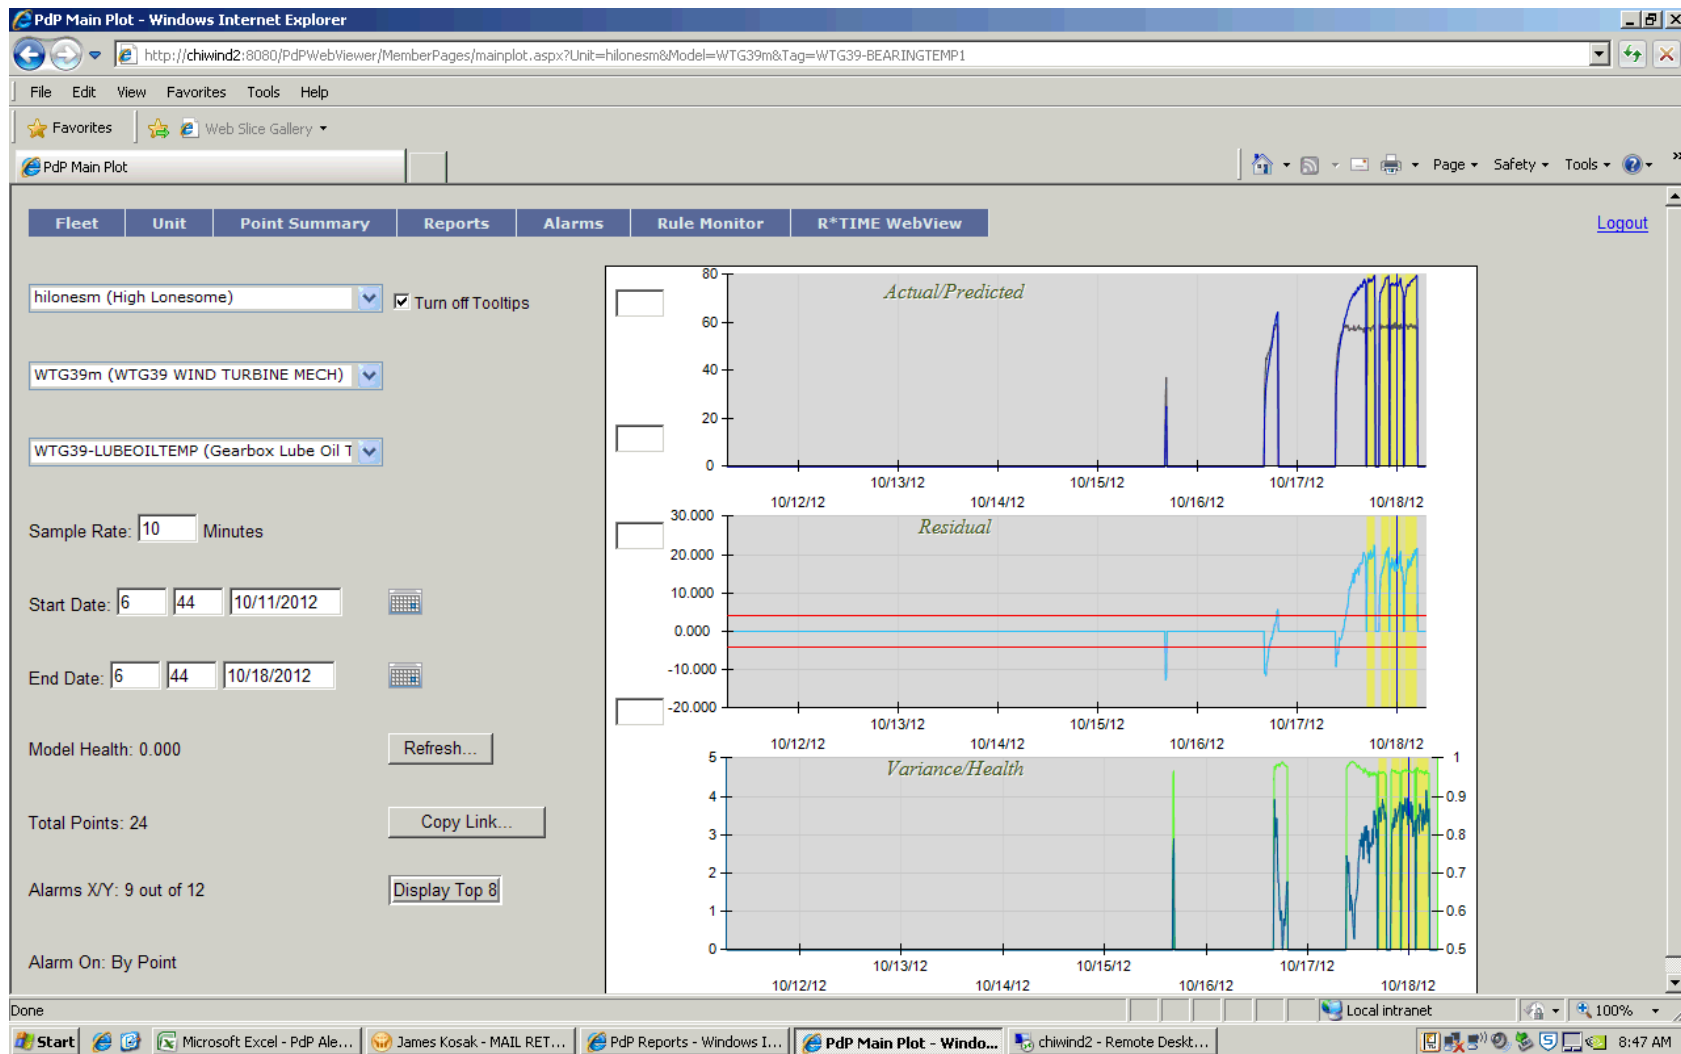 PdP Main Plot - Windows Internet Explorer
http://chiwind2:8080/PdPWebViewer/MemberPages/mainplot.aspx?Unit=hilonesm&Model=WTG39m&Tag=WTG39-BEARINGTEMP1
File Edit View Favorites Tools Help
Favorites Web Slice Gallery
PdP Main Plot Page Safety Tools
Fleet Unit Point Summary Reports Alarms Rule Monitor R*TIME WebView Logout
hilonesm (High Lonesome) Turn off Tooltips
WTG39m (WTG39 WIND TURBINE MECH)
WTG39-LUBEOILTEMP (Gearbox Lube Oil T
Sample Rate: 10 Minutes
Start Date: 6 44 10/11/2012
End Date: 6 44 10/18/2012
Model Health: 0.000 Refresh...
Total Points: 24 Copy Link...
Alarms X/Y: 9 out of 12 Display Top 8
Alarm On: By Point
Actual/Predicted
80
60
40
20
0
10/13/12 10/15/12 10/17/12
10/12/12 10/14/12 10/16/12 10/18/12
Residual
30.000
20.000
10.000
0.000
-10.000
-20.000
10/13/12 10/15/12 10/17/12
10/12/12 10/14/12 10/16/12 10/18/12
Variance/Health
5 1
4 0.9
3 0.8
2 0.7
1 0.6
0 0.5
10/13/12 10/15/12 10/17/12
10/12/12 10/14/12 10/16/12 10/18/12
Done Local intranet 100%
Start Microsoft Excel - PdP Ale... James Kosak - MAIL RET... PdP Reports - Windows I... PdP Main Plot - Windo... chiwind2 - Remote Deskt... 8:47 AM